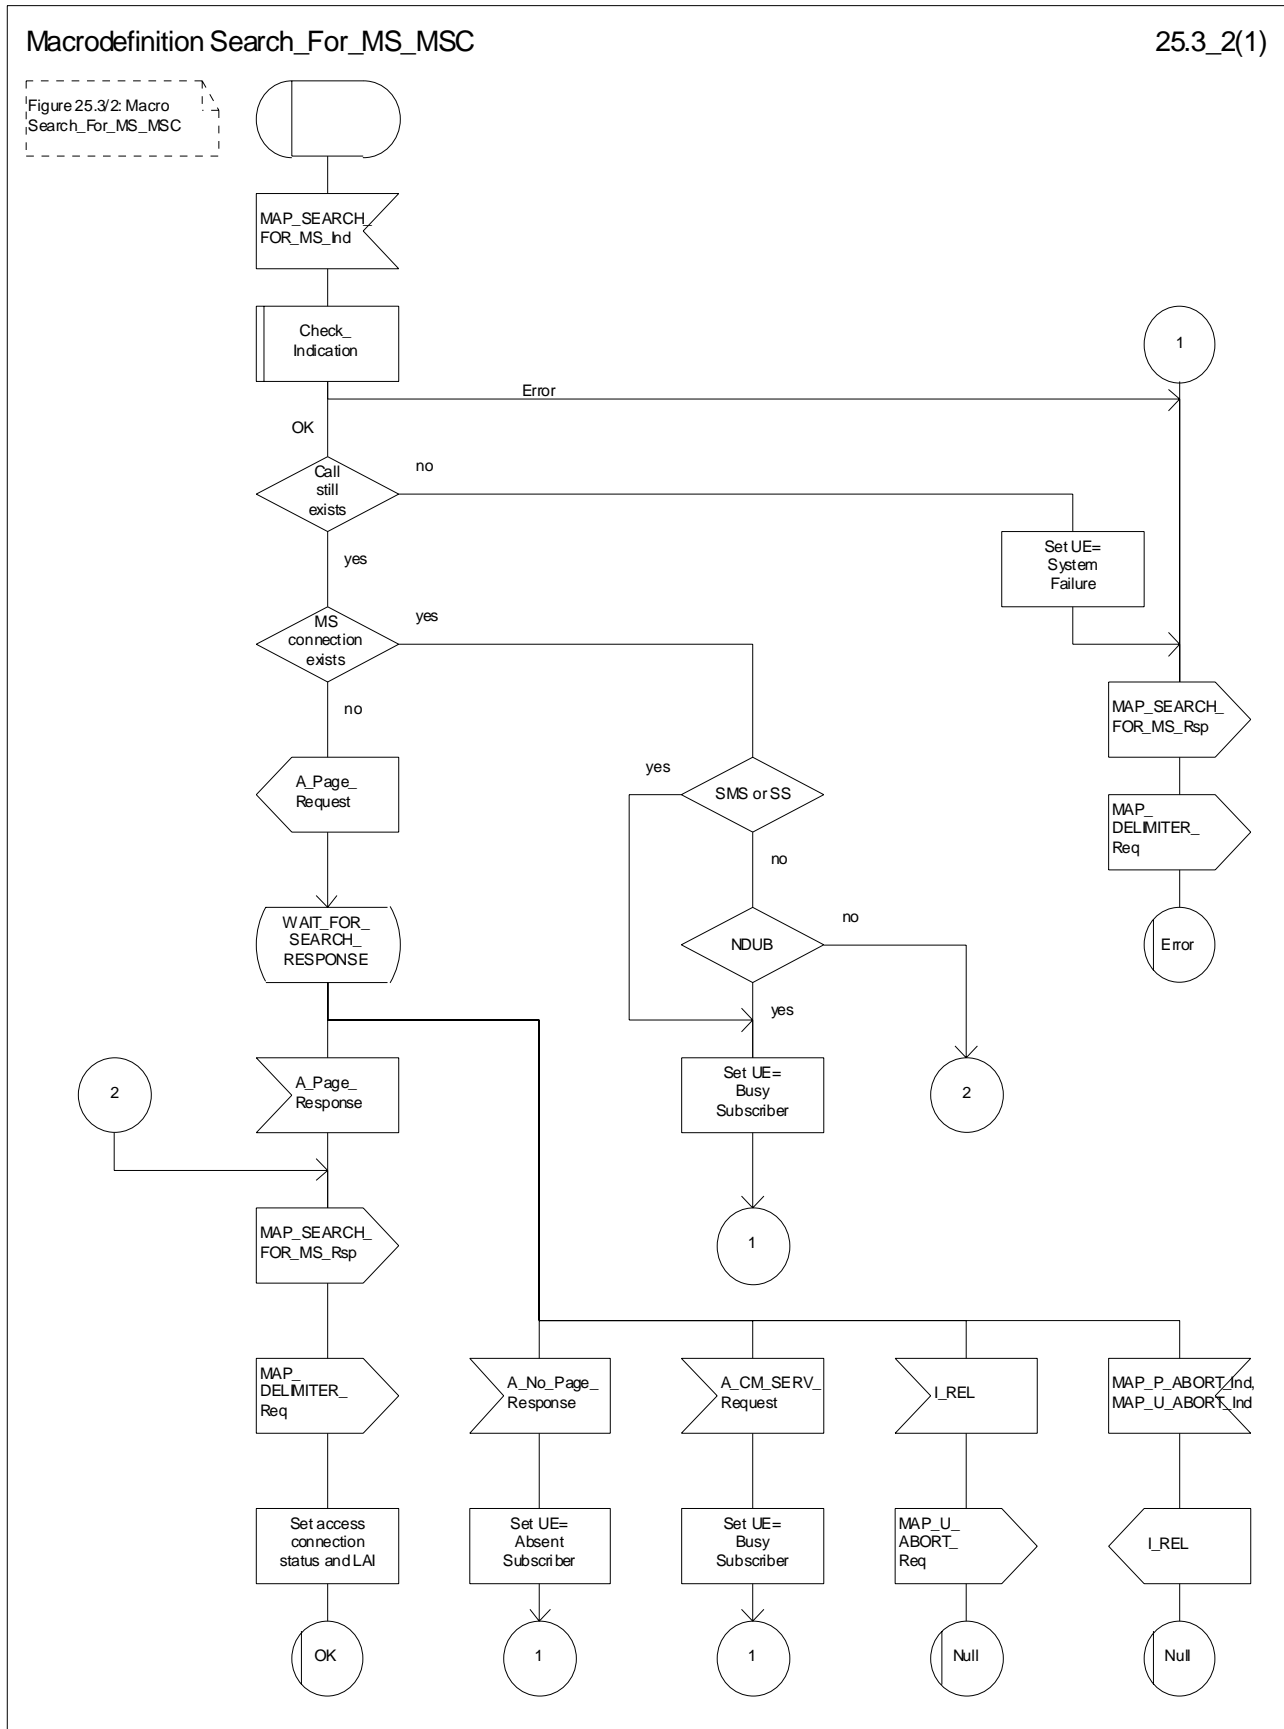 Macrodefinition Search_For_MS_MSC
25.3_2(1)
Figure 25.3/2: Macro
Search_For_MS_MSC
MAP_SEARCH_
FOR_MS_Ind
Check_
Indication
1
Error
OK
Call
still
exists
no
Set UE=
System
Failure
yes
MS
connection
exists
yes
no
MAP_SEARCH_
FOR_MS_Rsp
A_Page_
Request
yes
SMS or SS
MAP_
DELIMITER_
Req
no
WAIT_FOR_
SEARCH_
RESPONSE
NDUB
no
Error
yes
2
A_Page_
Response
Set UE=
Busy
Subscriber
2
MAP_SEARCH_
FOR_MS_Rsp
1
MAP_
DELIMITER_
Req
A_No_Page_
Response
A_CM_SERV_
Request
I_REL
MAP_P_ABORT_Ind,
MAP_U_ABORT_Ind
Set access
connection
status and LAI
Set UE=
Absent
Subscriber
Set UE=
Busy
Subscriber
MAP_U_
ABORT_
Req
I_REL
OK
1
1
Null
Null